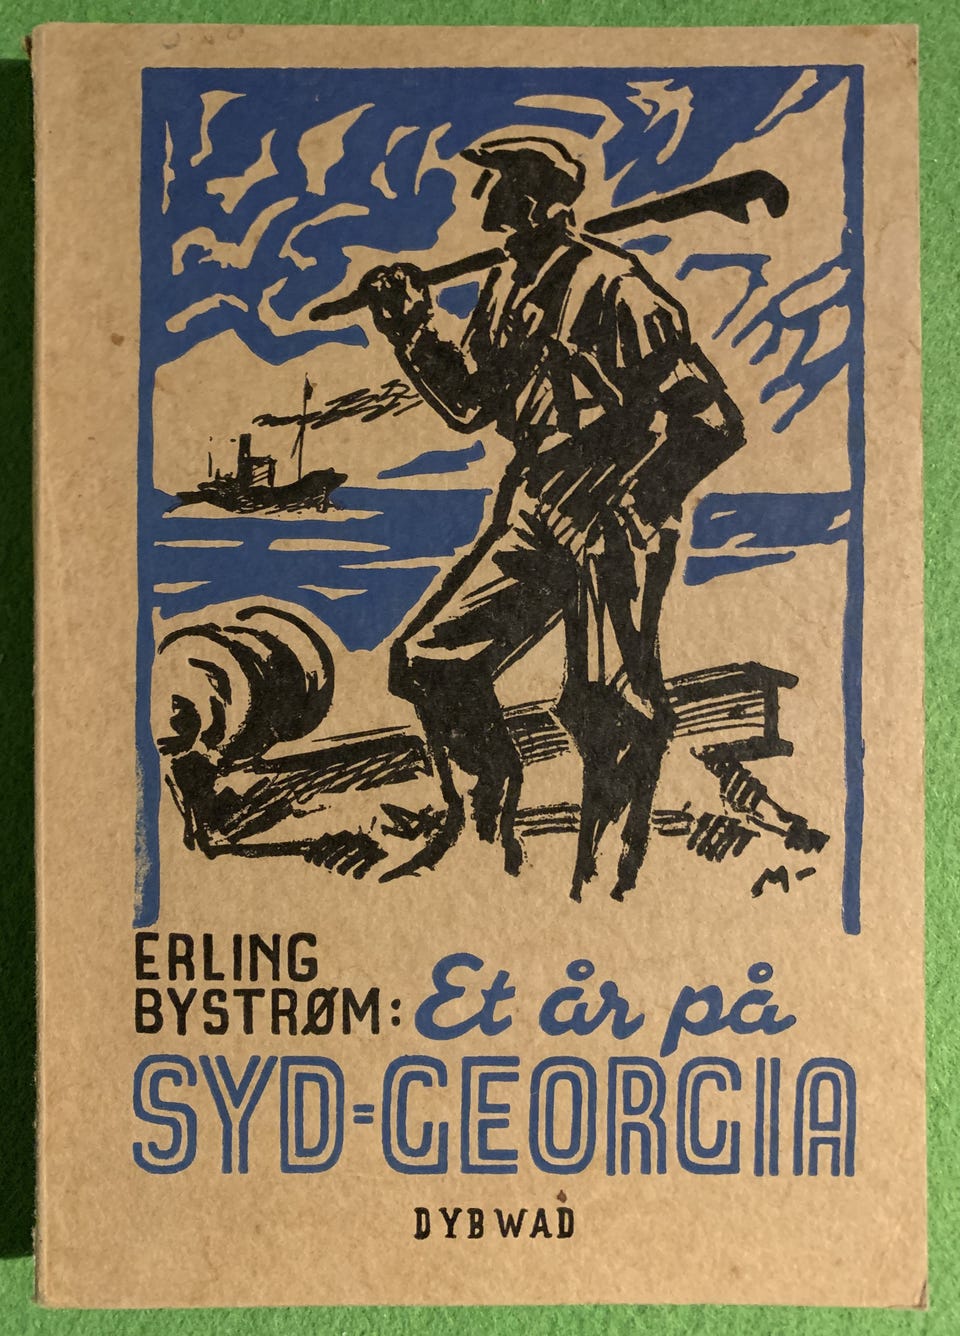 M-
ERLING
BYSTRØM: Et år på
SYD=GEORGIA
DYBWAD